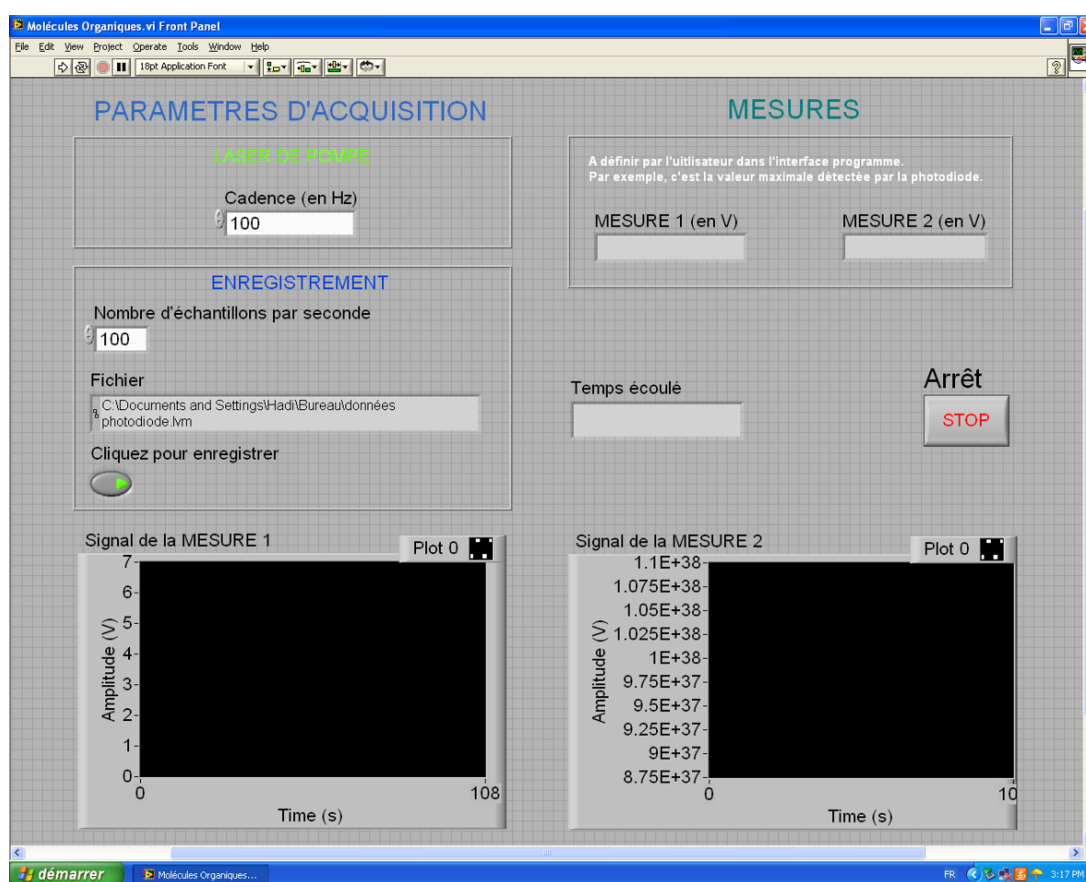 Molécules Organiques.vi Front Panel
File Edit View Project Operate Tools Window Help
18pt Application Font
PARAMETRES D'ACQUISITION
LASER DE POMPE
Cadence (en Hz)
100
ENREGISTREMENT
Nombre d'échantillons par seconde
100
Fichier
C:\Documents and Settings\Hadi\Bureau\données
photodiode.lvm
Cliquez pour enregistrer
MESURES
A définir par l'uitlisateur dans l'interface programme.
Par exemple, c'est la valeur maximale détectée par la photodiode.
MESURE 1 (en V) MESURE 2 (en V)
Temps écoulé
Arrêt
STOP
Signal de la MESURE 1
Plot 0
7
6
5
4
3
2
1
0
Amplitude (V)
0 108
Time (s)
Signal de la MESURE 2
Plot 0
1.1E+38
1.075E+38
1.05E+38
1.025E+38
1E+38
9.75E+37
9.5E+37
9.25E+37
9E+37
8.75E+37
Amplitude (V)
0 10
Time (s)
démarrer
Molécules Organiques...
FR
3:17 PM